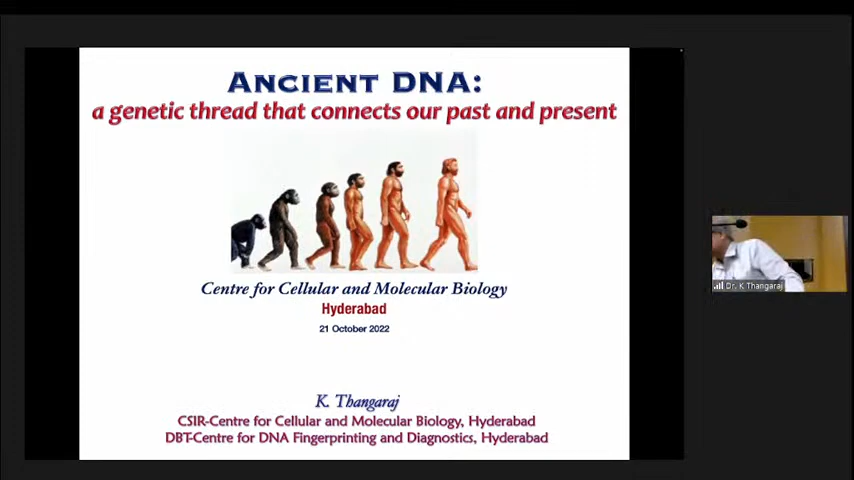 ANCIENT DNA:
a genetic thread that connects our past and present
Centre for Cellular and Molecular Biology
Hyderabad
21 October 2022
K. Thangaraj
CSIR-Centre for Cellular and Molecular Biology, Hyderabad
DBT-Centre for DNA Fingerprinting and Diagnostics, Hyderabad
Dr. K Thangaraj